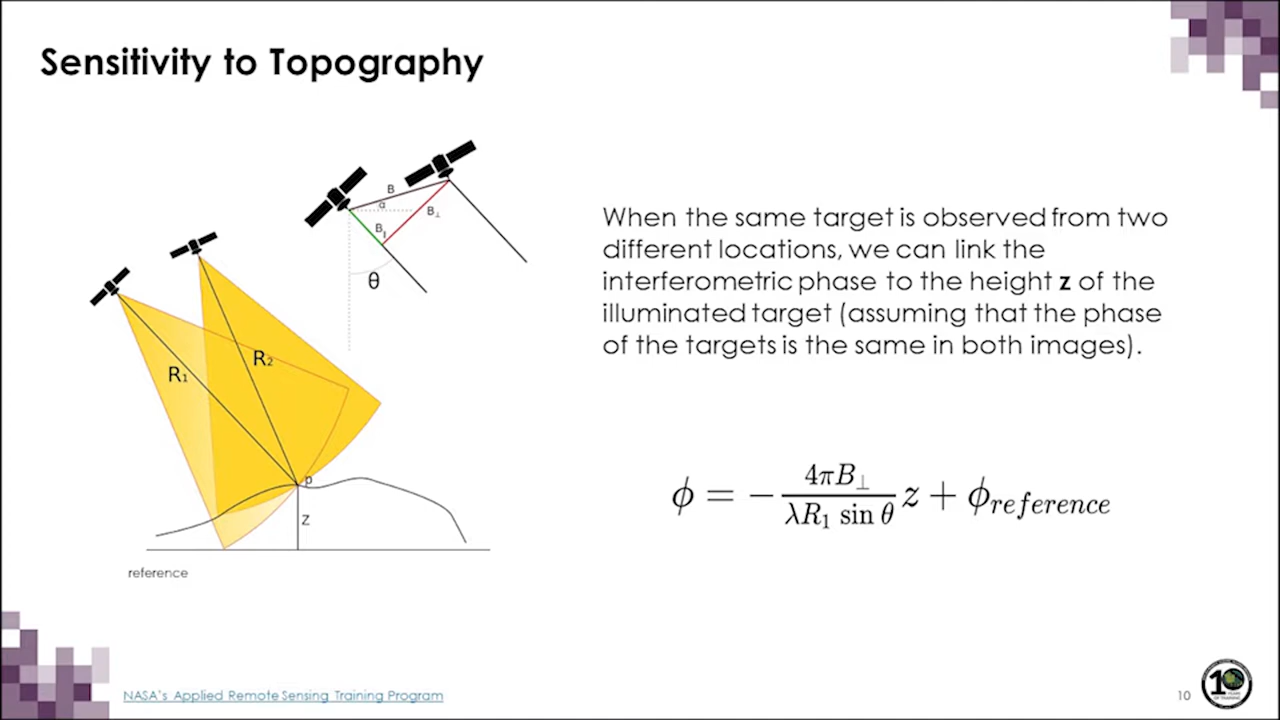 Sensitivity to Topography
B
α
B⊥
B∥
θ
R₂
R₁
p
Z
reference
When the same target is observed from two
different locations, we can link the
interferometric phase to the height z of the
illuminated target (assuming that the phase
of the targets is the same in both images).
ϕ = − 4πB⊥ / λR₁ sin θ z + ϕreference
NASA's Applied Remote Sensing Training Program
10
10